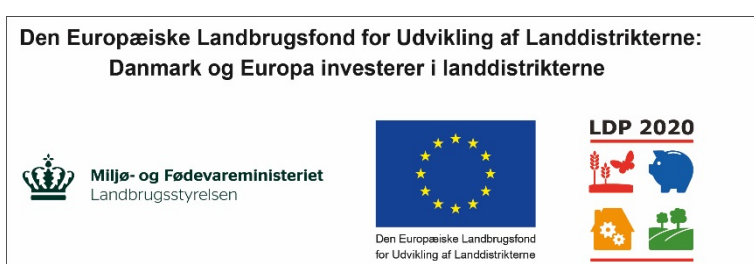 Den Europæiske Landbrugsfond for Udvikling af Landdistrikterne:
Danmark og Europa investerer i landdistrikterne
Miljø- og Fødevareministeriet
Landbrugsstyrelsen
Den Europæiske Landbrugsfond
for Udvikling af Landdistrikterne
LDP 2020